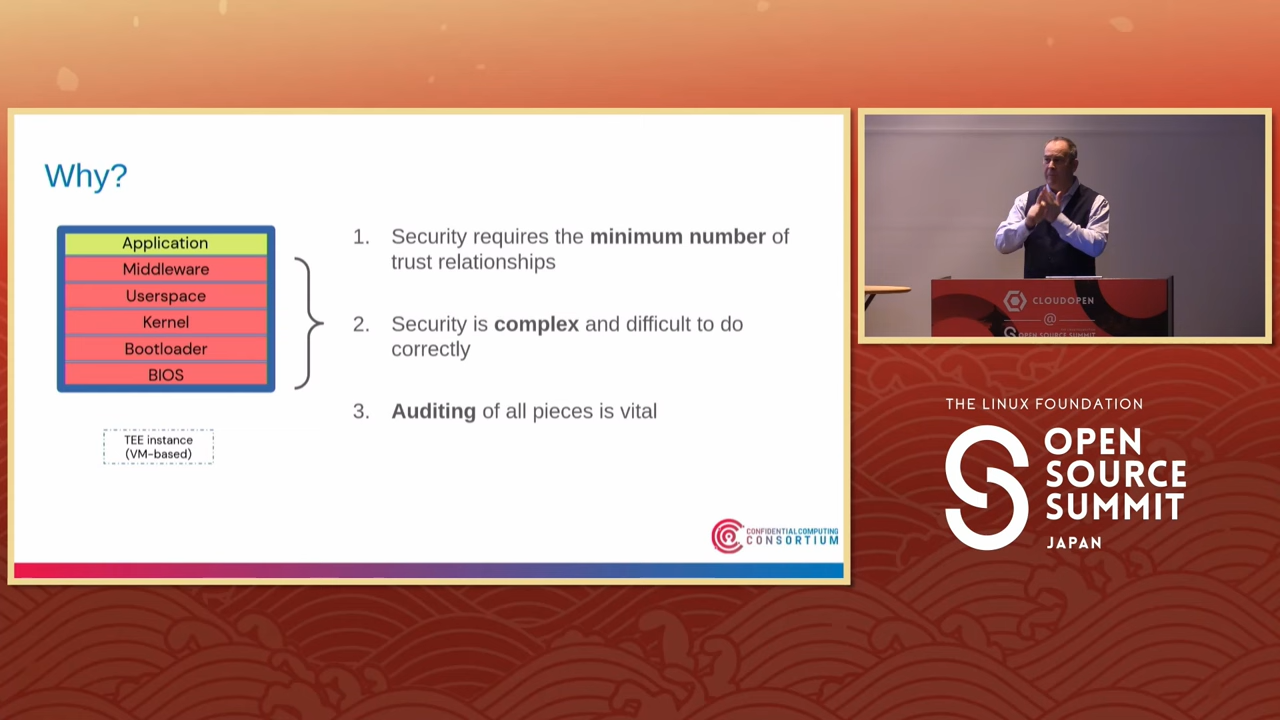 Why?
Application
Middleware
Userspace
Kernel
Bootloader
BIOS
TEE instance
(VM-based)
1. Security requires the minimum number of
trust relationships
2. Security is complex and difficult to do
correctly
3. Auditing of all pieces is vital
CONFIDENTIAL COMPUTING
CONSORTIUM
CLOUDOPEN
@
OPEN SOURCE SUMMIT
THE LINUX FOUNDATION
OPEN
SOURCE
SUMMIT
JAPAN